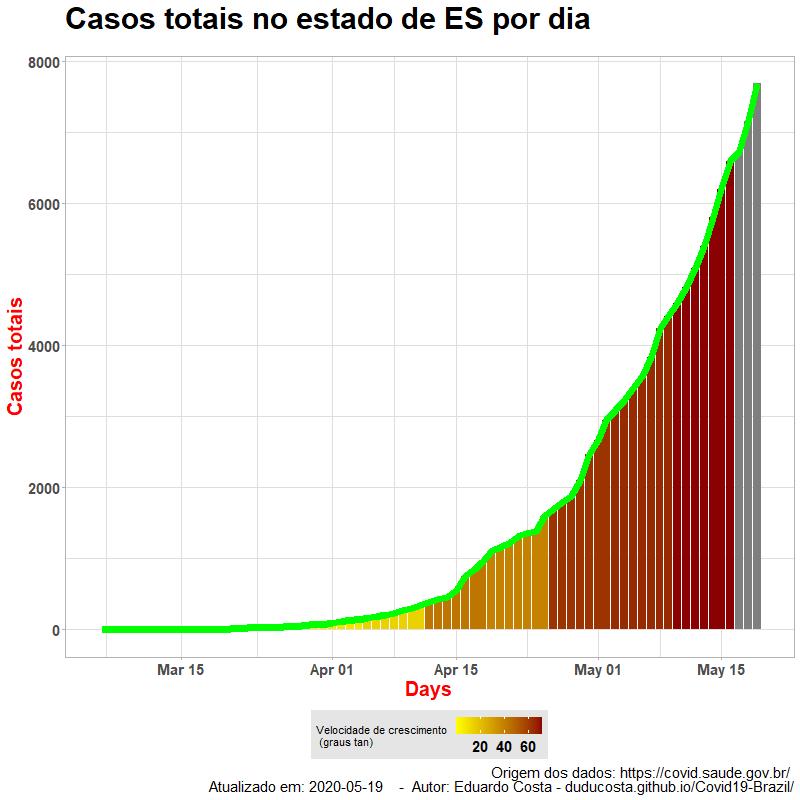 Casos totais no estado de ES por dia
8000
6000
4000
2000
0
Casos totais
Mar 15 Apr 01 Apr 15 May 01 May 15
Days
Velocidade de crescimento
(graus tan)
20 40 60
Origem dos dados: https://covid.saude.gov.br/
Atualizado em: 2020-05-19 - Autor: Eduardo Costa - duducosta.github.io/Covid19-Brazil/